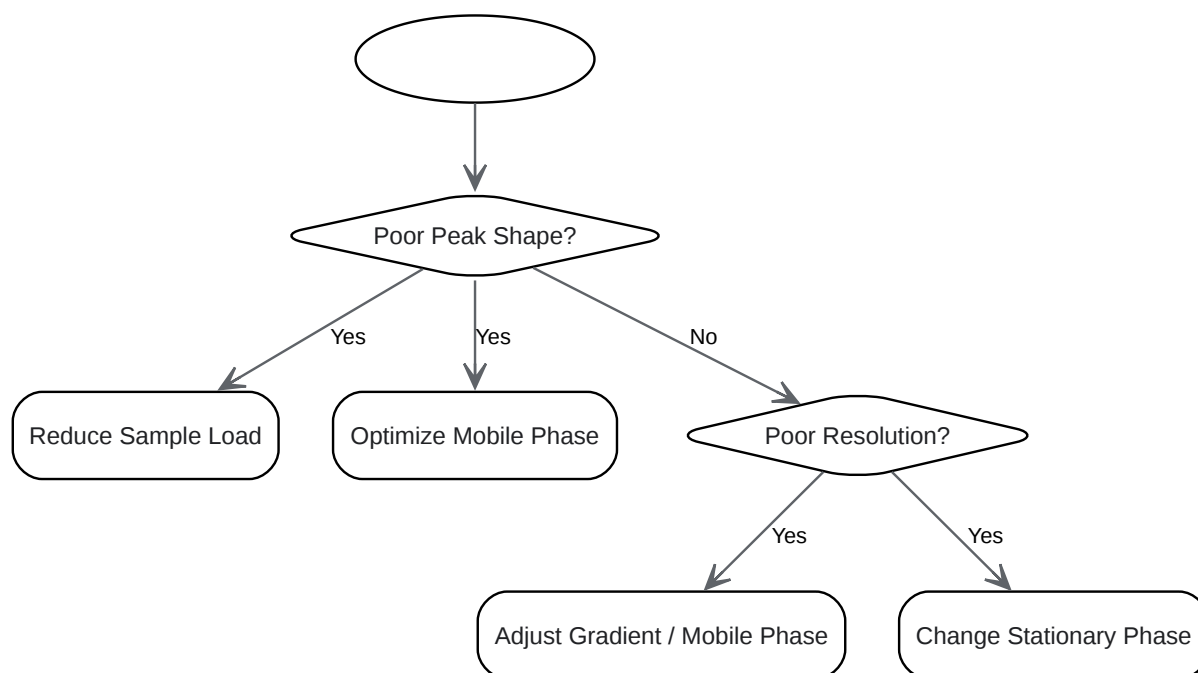 Poor Peak Shape?
Yes
Yes
No
Reduce Sample Load
Optimize Mobile Phase
Poor Resolution?
Yes
Yes
Adjust Gradient / Mobile Phase
Change Stationary Phase